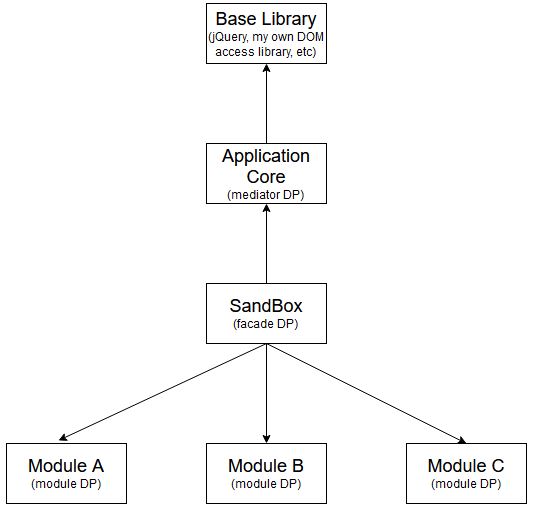 Base Library
(jQuery, my own DOM
access library, etc)
Application
Core
(mediator DP)
SandBox
(facade DP)
Module A
(module DP)
Module B
(module DP)
Module C
(module DP)